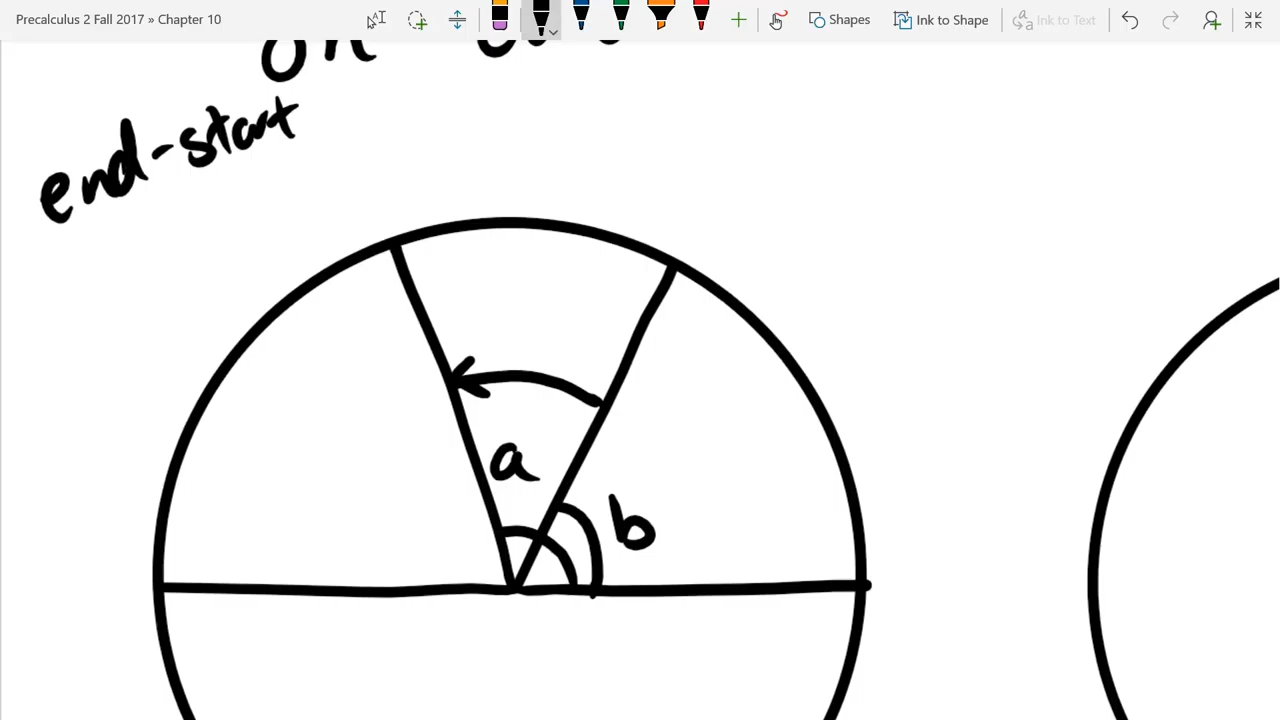 Precalculus 2 Fall 2017 » Chapter 10
Shapes
Ink to Shape
Ink to Text
end-start
a
b